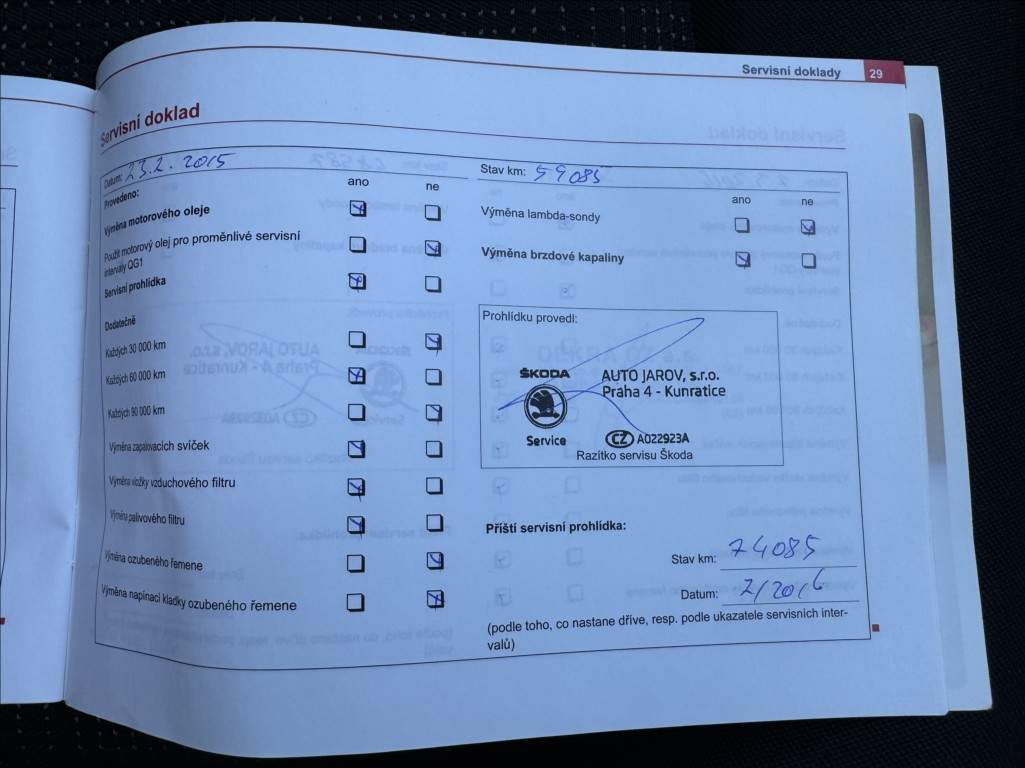 Servisní doklady 29
Servisní doklad
Datum: 23.2. 2015
Stav km: 59085
Provedeno:
ano ne
ano ne
Výměna motorového oleje
Výměna lambda-sondy
Použit motorový olej pro proměnlivé servisní
intervaly QG1
Výměna brzdové kapaliny
Servisní prohlídka
Dodatečně
Každých 30 000 km
Každých 60 000 km
Každých 90 000 km
Výměna zapalovacích svíček
Výměna vložky vzduchového filtru
Výměna palivového filtru
Výměna ozubeného řemene
Výměna napínací kladky ozubeného řemene
Prohlídku provedl:
ŠKODA
Service
AUTO JAROV, s.r.o.
Praha 4 - Kunratice
CZ A022923A
Razítko servisu Škoda
Příští servisní prohlídka:
Stav km: 74085
Datum: 2/2016
(podle toho, co nastane dříve, resp. podle ukazatele servisních inter-
valů)